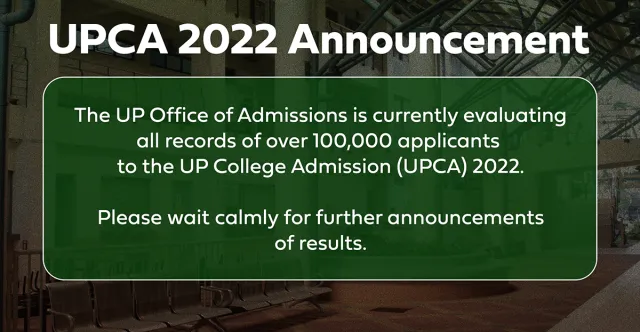 UPCA 2022 Announcement
The UP Office of Admissions is currently evaluating
all records of over 100,000 applicants
to the UP College Admission (UPCA) 2022.
Please wait calmly for further announcements
of results.